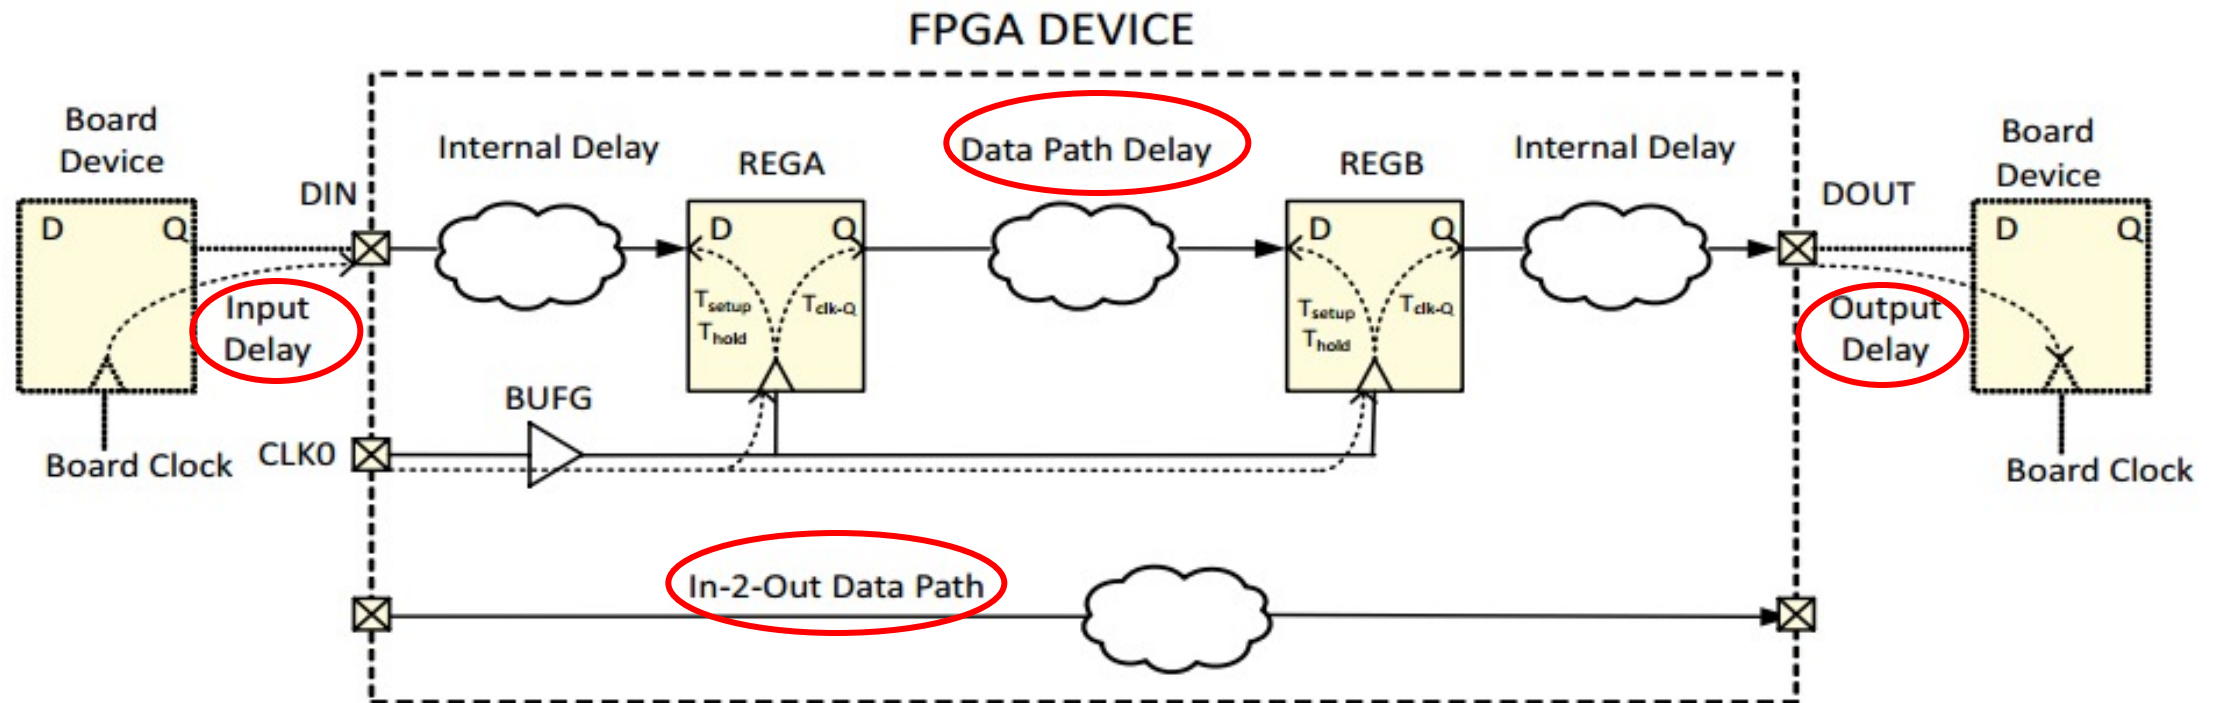 FPGA DEVICE
Board
Device
D Q
Input
Delay
Board Clock
DIN
Internal Delay
REGA
D Q
Tsetup
Thold
Tclk-Q
Data Path Delay
REGB
D Q
Tsetup
Thold
Tclk-Q
Internal Delay
DOUT
Output
Delay
Board
Device
D Q
Board Clock
CLK0
BUFG
In-2-Out Data Path